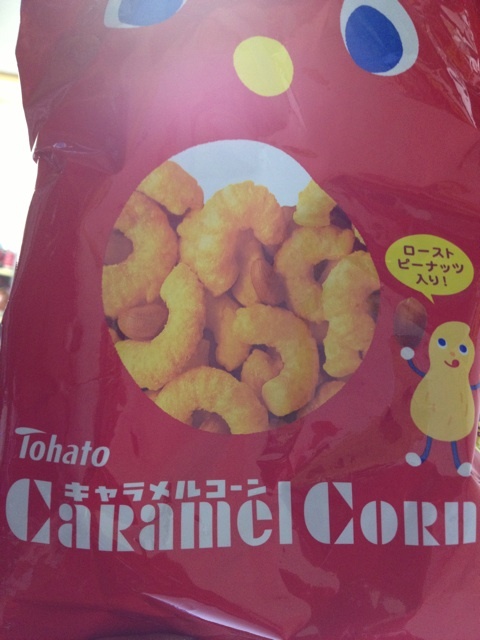 ロースト
ピーナッツ
入り!
Tohato
キャラメルコーン
CaRamel CoRn